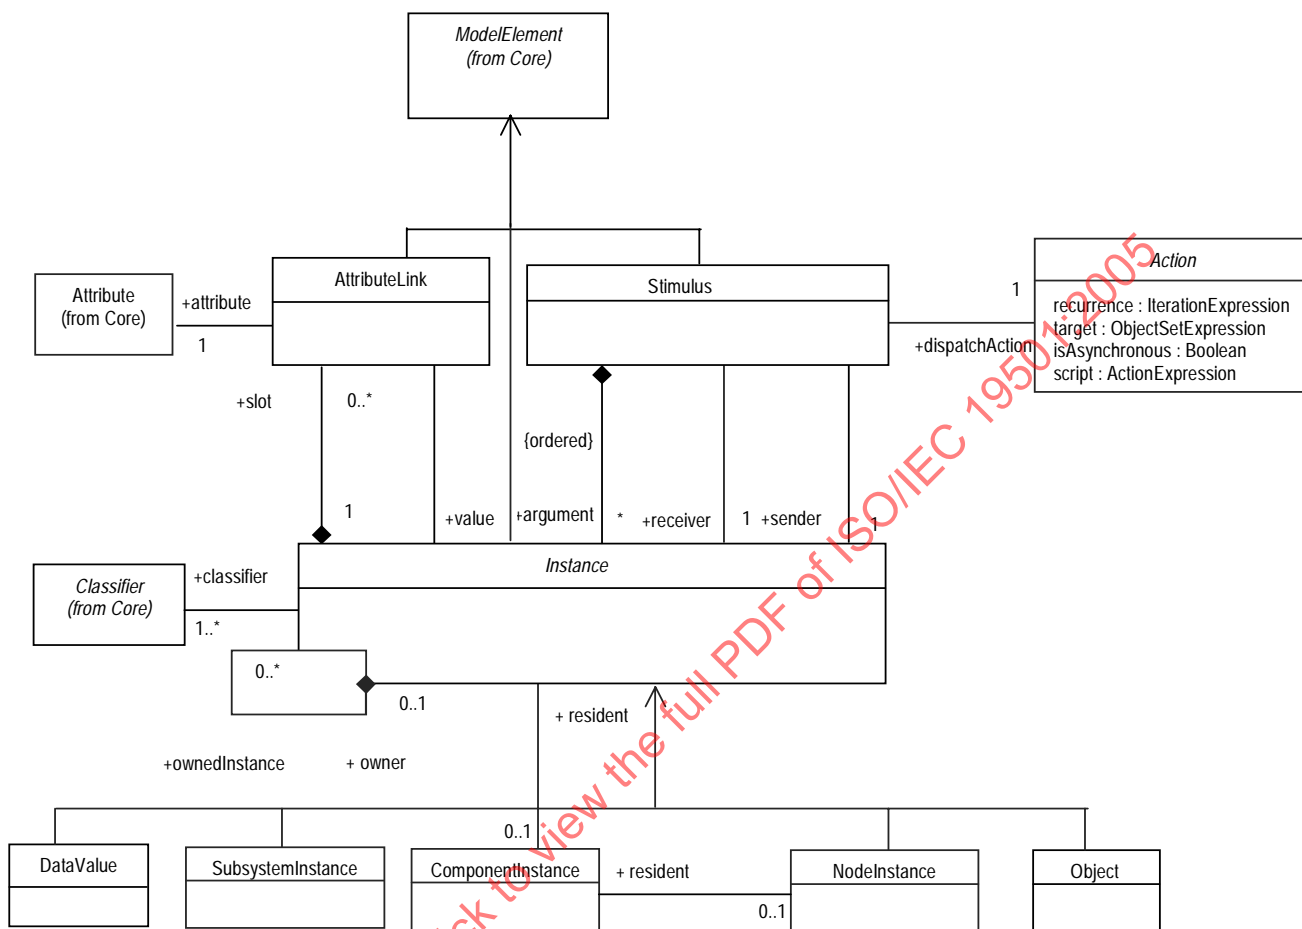 ModelElement
(from Core)
AttributeLink
Stimulus
Action
recurrence : IterationExpression
target : ObjectSetExpression
isAsynchronous : Boolean
script : ActionExpression
Attribute
(from Core)
+attribute
1
1
+dispatchAction
+slot
0..*
{ordered}
1
+value
+argument
*
+receiver
1
+sender
1
Instance
Classifier
(from Core)
+classifier
1..*
0..*
0..1
+ resident
+ownedInstance
+ owner
0..1
DataValue
SubsystemInstance
ComponentInstance
+ resident
0..1
NodeInstance
Object
ick to view the full PDF of ISO/IEC 19501:2005